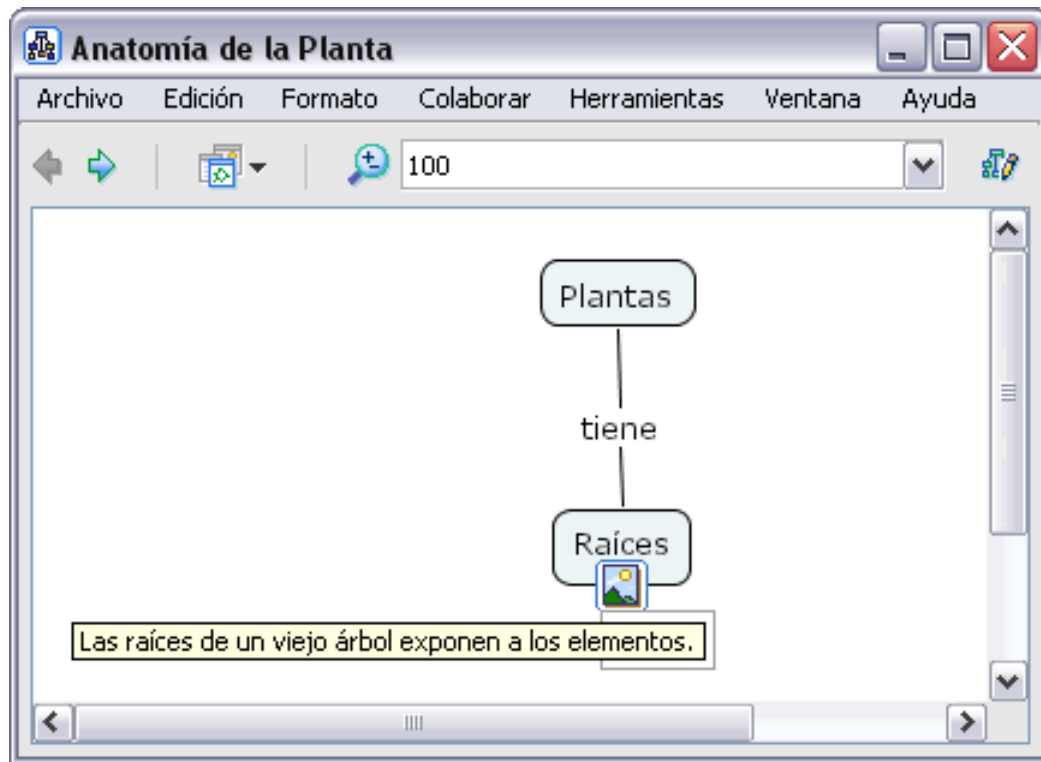 Anatomía de la Planta
Archivo Edición Formato Colaborar Herramientas Ventana Ayuda
100
Plantas
tiene
Raíces
Las raíces de un viejo árbol exponen a los elementos.